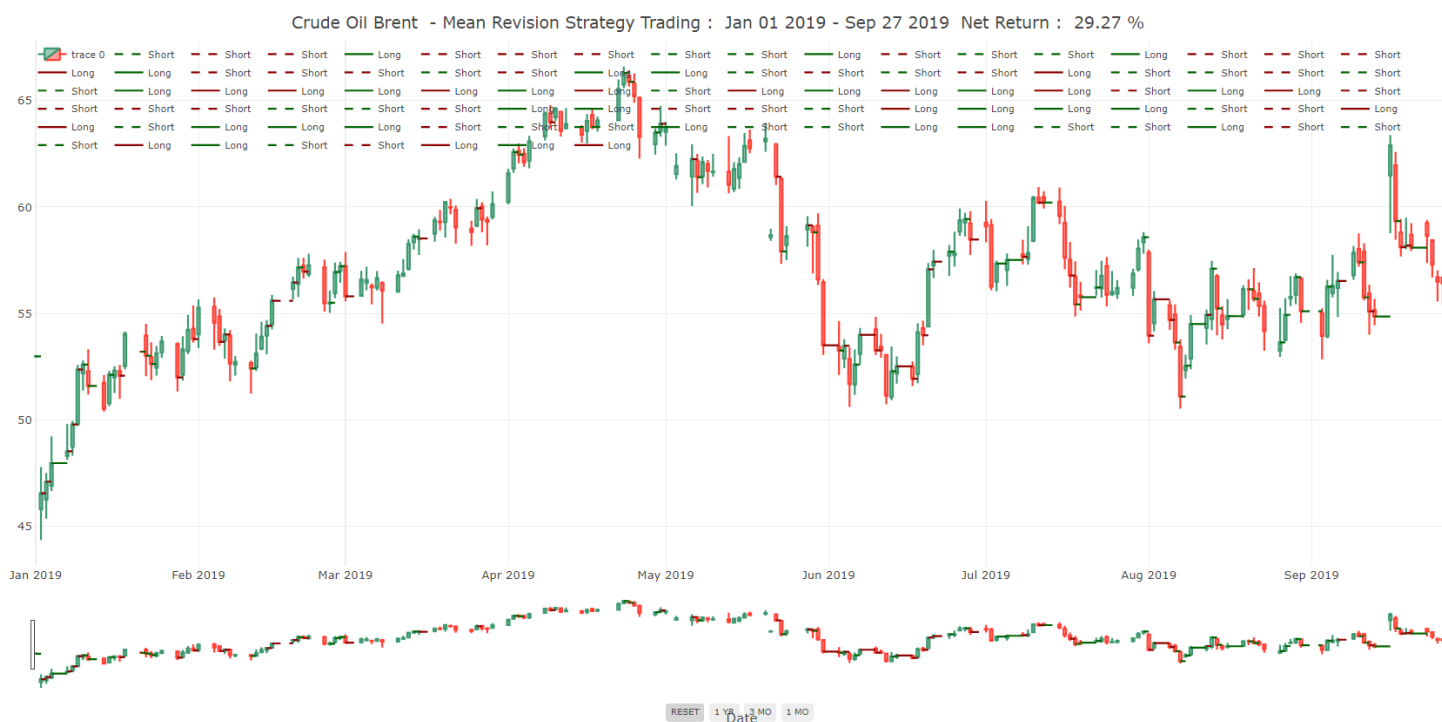 Crude Oil Brent - Mean Revision Strategy Trading : Jan 01 2019 - Sep 27 2019 Net Return : 29.27 %
trace 0 Short Short Short Long Short Short Short Short Short Long Short Short Short Long Short Short Short
Long Long Short Short Short Short Short Long Long Short Short Short Short Long Short Short Short Short
Short Long Long Long Long Long Long Long Short Long Long Short Long Long Short Long Long Short
Short Short Short Short Short Short Long Long Short Short Short Long Long Long Long Short Short Long
Long Short Long Long Long Short Short Short Long Short Short Long Long Short Short Long Short Short
Short Long Long Short Short Long Long Long
65
60
55
50
45
Jan 2019 Feb 2019 Mar 2019 Apr 2019 May 2019 Jun 2019 Jul 2019 Aug 2019 Sep 2019
RESET 1 YR 3 MO 1 MO
Date